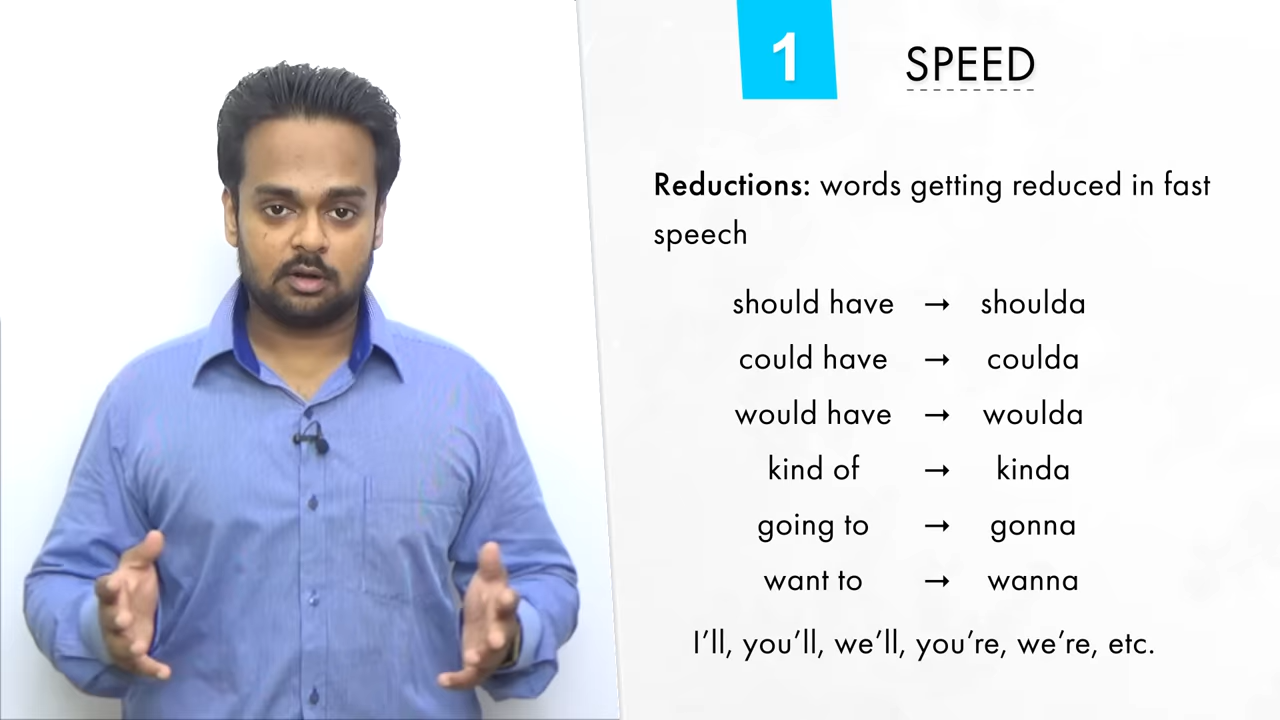 1
SPEED
Reductions: words getting reduced in fast
speech
should have → shoulda
could have → coulda
would have → woulda
kind of → kinda
going to → gonna
want to → wanna
I’ll, you’ll, we’ll, you’re, we’re, etc.